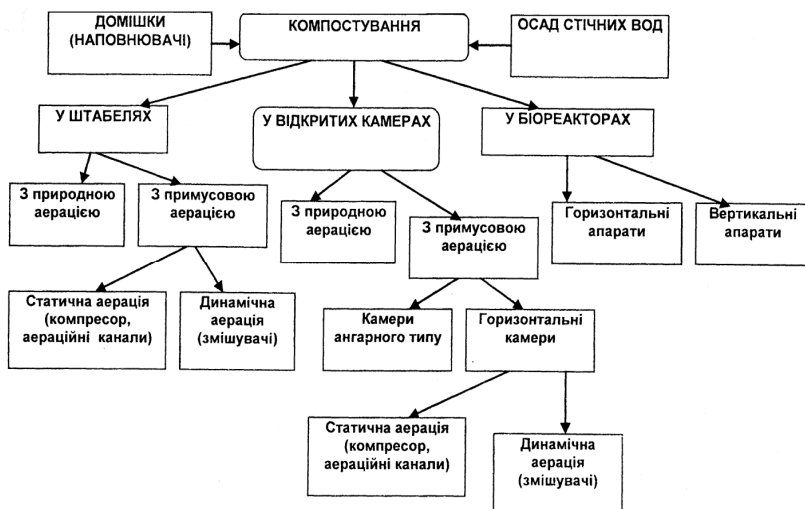 ДОМІШКИ
(НАПОВНЮВАЧІ)
КОМПОСТУВАННЯ
ОСАД СТІЧНИХ ВОД
У ШТАБЕЛЯХ
У ВІДКРИТИХ КАМЕРАХ
У БІОРЕАКТОРАХ
З природною
аерацією
З примусовою
аерацією
З природною
аерацією
З примусовою
аерацією
Горизонтальні
апарати
Вертикальні
апарати
Статична аерація
(компресор,
аераційні канали)
Динамічна
аерація
(змішувачі)
Камери
ангарного типу
Горизонтальні
камери
Статична аерація
(компресор,
аераційні канали)
Динамічна
аерація
(змішувачі)